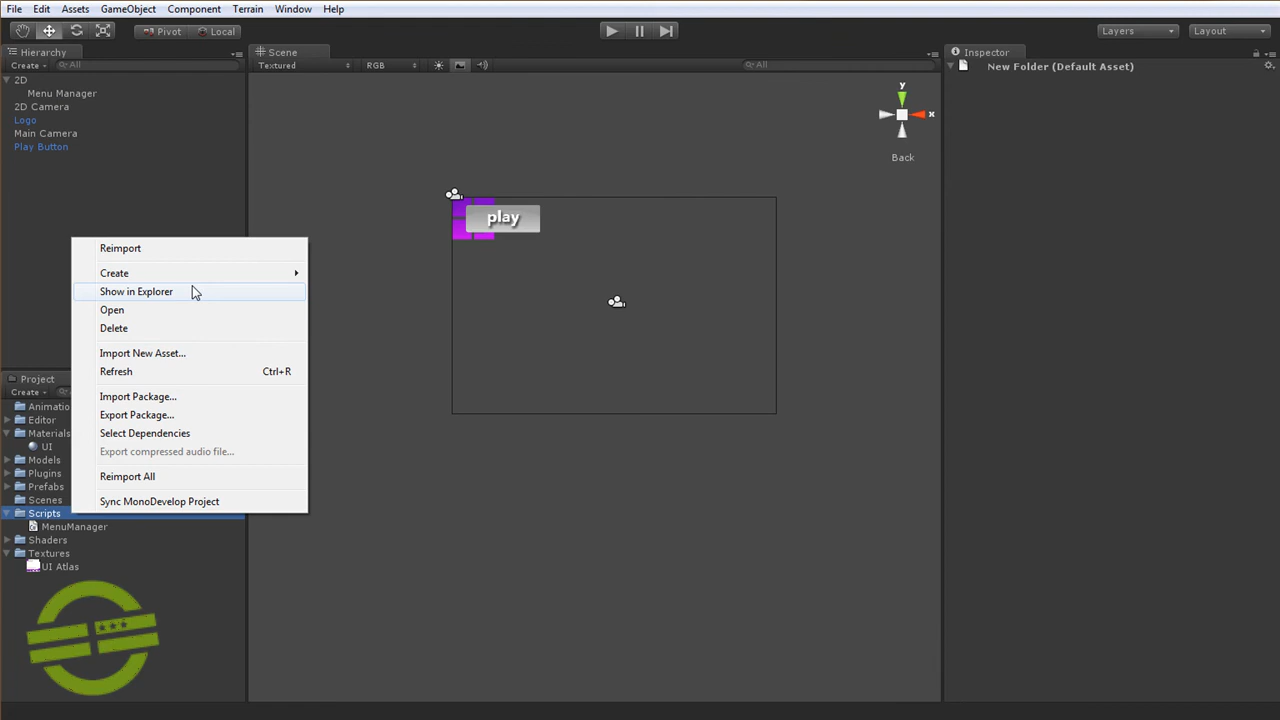 File Edit Assets GameObject Component Terrain Window Help
Pivot Local Layers Layout
Hierarchy
Create All
2D
Menu Manager
2D Camera
Logo
Main Camera
Play Button
Scene
Textured RGB All
y
x
Back
play
Inspector
New Folder (Default Asset)
Reimport
Create
Show in Explorer
Open
Delete
Import New Asset...
Refresh Ctrl+R
Import Package...
Export Package...
Select Dependencies
Export compressed audio file...
Reimport All
Sync MonoDevelop Project
Project
Create
Animatio
Editor
Materials
UI
Models
Plugins
Prefabs
Scenes
Scripts
MenuManager
Shaders
Textures
UI Atlas